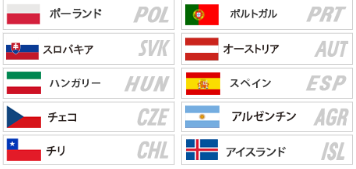 ポーランド POL
ポルトガル PRT
スロバキア SVK
オーストリア AUT
ハンガリー HUN
スペイン ESP
チェコ CZE
アルゼンチン AGR
チリ CHL
アイスランド ISL